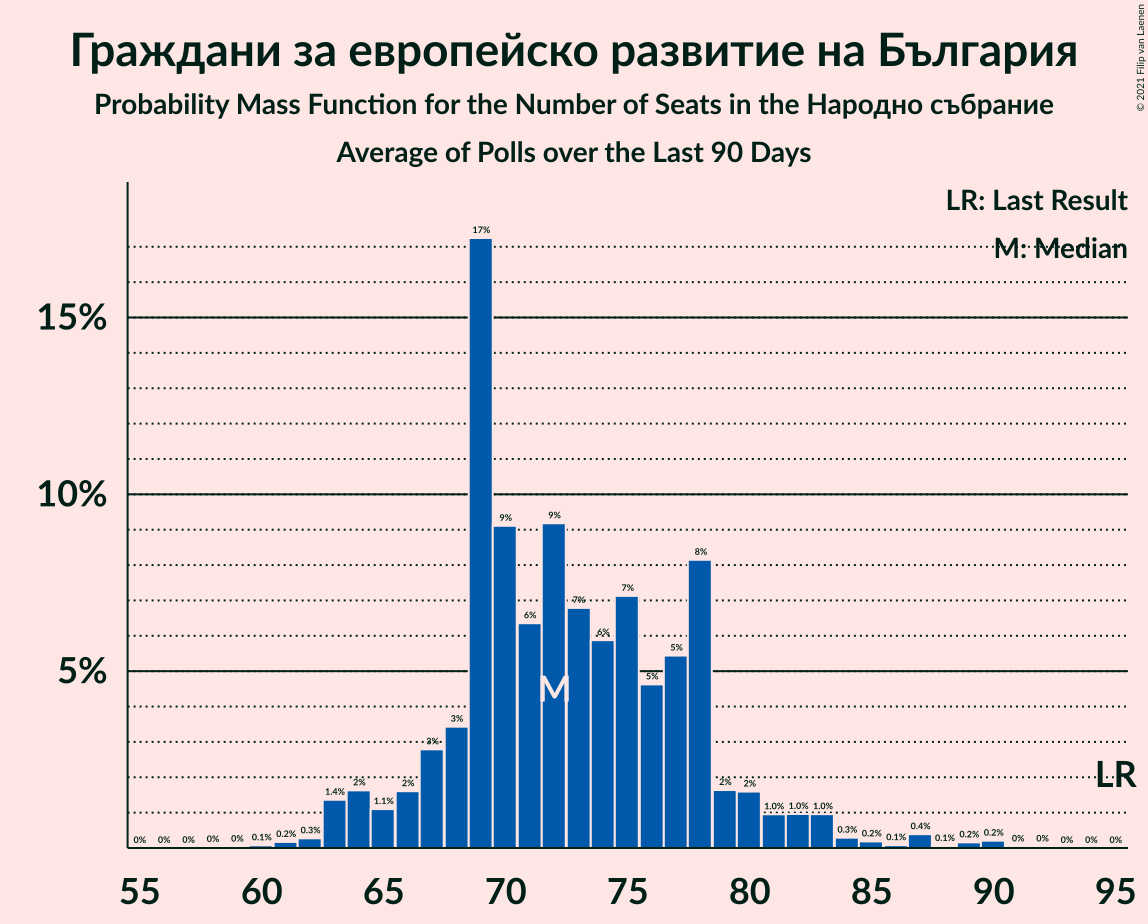 Граждани за европейско развитие на България
Probability Mass Function for the Number of Seats in the Народно събрание
Average of Polls over the Last 90 Days
© 2021 Filip van Laenen
LR: Last Result
M: Median
15%
10%
5%
0% 0% 0% 0% 0% 0.1% 0.2% 0.3% 1.4% 2% 1.1% 2% 3% 3% 17% 9% 6% 9% 7% 6% 7% 5% 5% 8% 2% 2% 1.0% 1.0% 1.0% 0.3% 0.2% 0.1% 0.4% 0.1% 0.2% 0.2% 0% 0% 0% 0% 0%
M
LR
55 60 65 70 75 80 85 90 95